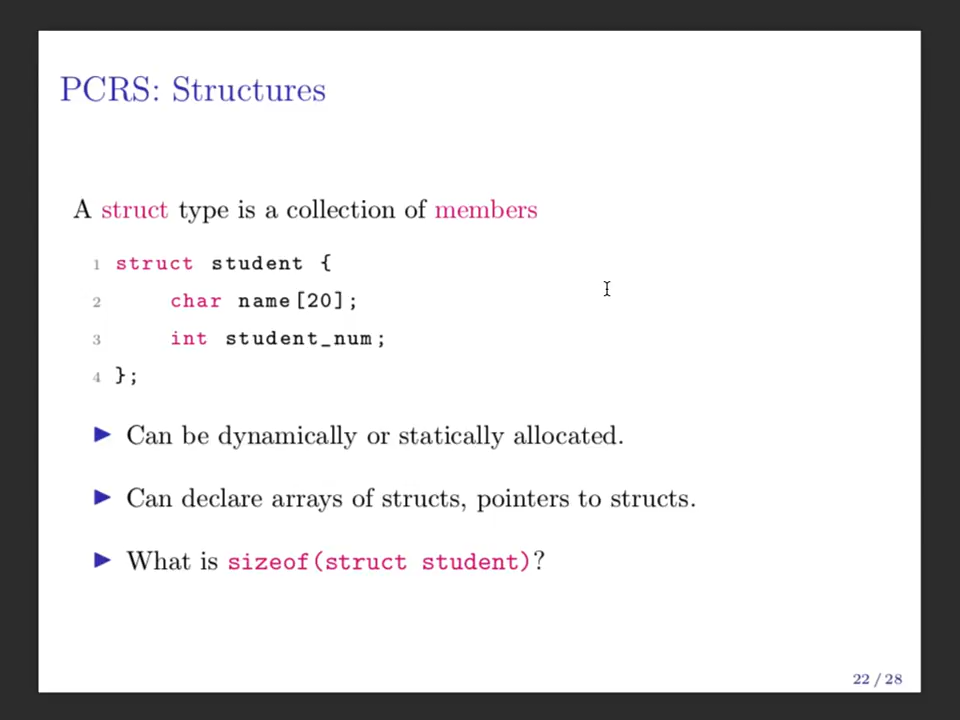 PCRS: Structures
A struct type is a collection of members
1 struct student {
2 char name[20];
3 int student_num;
4 };
▶ Can be dynamically or statically allocated.
▶ Can declare arrays of structs, pointers to structs.
▶ What is sizeof(struct student)?
22 / 28